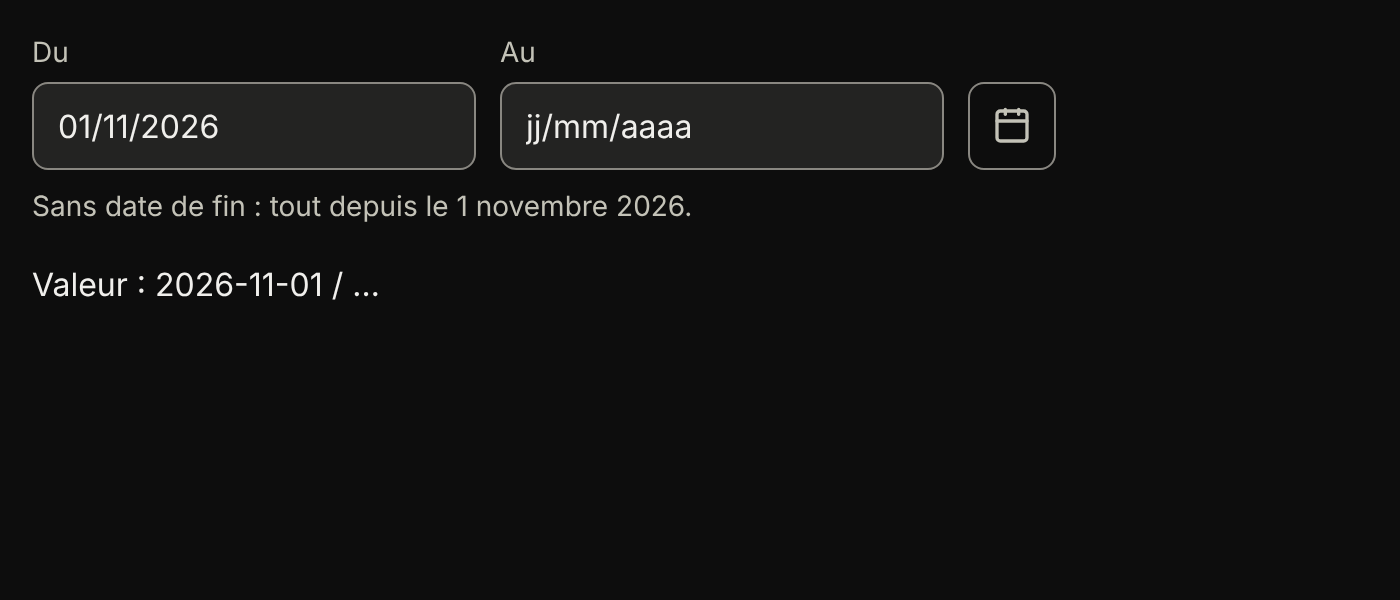 Du
Au
01/11/2026
jj/mm/aaaa
Sans date de fin : tout depuis le 1 novembre 2026.
Valeur : 2026-11-01 / ...